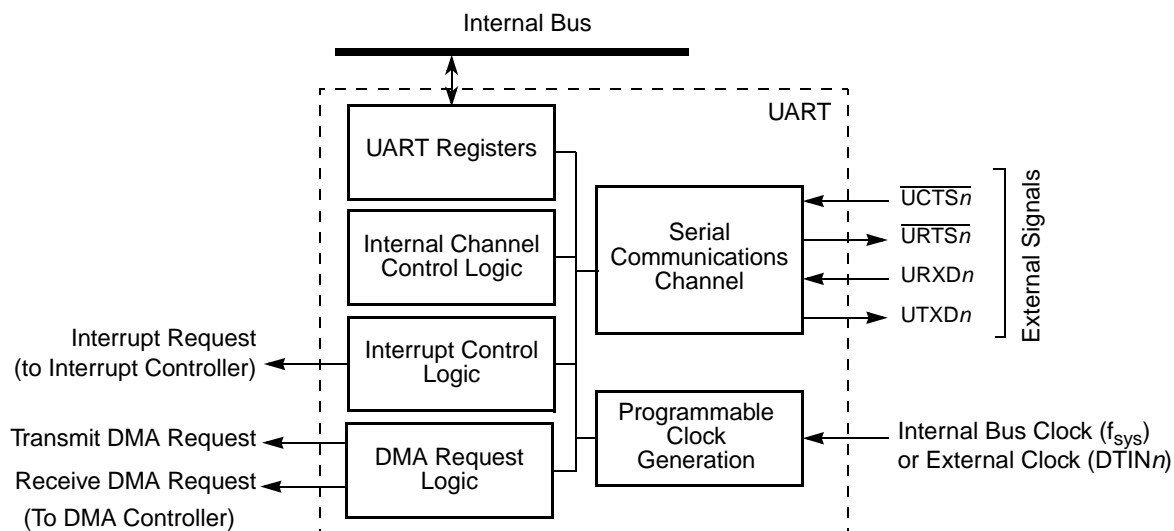 Internal Bus
UART
UART Registers
Internal Channel
Control Logic
Interrupt Control
Logic
DMA Request
Logic
Serial
Communications
Channel
Programmable
Clock
Generation
UCTSn
URTSn
URXDn
UTXDn
External Signals
Interrupt Request
(to Interrupt Controller)
Transmit DMA Request
Receive DMA Request
(To DMA Controller)
Internal Bus Clock (fsys)
or External Clock (DTINn)